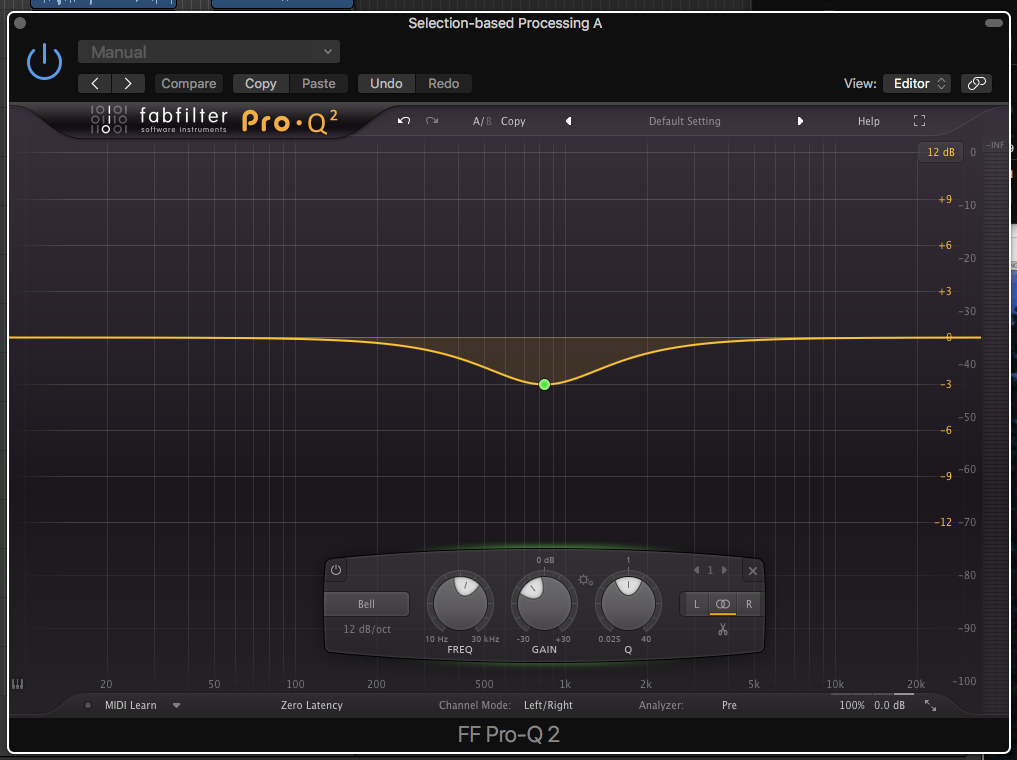 Selection-based Processing A
Manual
Compare Copy Paste Undo Redo View: Editor
fabfilter Pro·Q2
software instruments
A/B Copy Default Setting Help
-INF
12 dB 0
+9 -10
+6 -20
+3 -30
0 -40
-3 -50
-6 -60
-9
-12 -70
-80
-90
-100
0 dB 1
1
Bell L R
12 dB/oct
10 Hz 30 kHz -30 +30 0.025 40
FREQ GAIN Q
20 50 100 200 500 1k 2k 5k 10k 20k
MIDI Learn Zero Latency Channel Mode: Left/Right Analyzer: Pre 100% 0.0 dB
FF Pro-Q 2